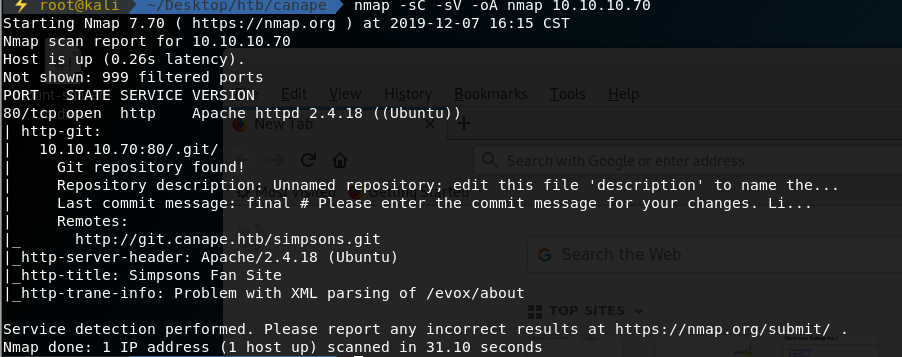 ⚡ root@kali ~/Desktop/htb/canape nmap -sC -sV -oA nmap 10.10.10.70
Starting Nmap 7.70 ( https://nmap.org ) at 2019-12-07 16:15 CST
Nmap scan report for 10.10.10.70
Host is up (0.26s latency).
Not shown: 999 filtered ports
PORT   STATE SERVICE VERSION
80/tcp open  http    Apache httpd 2.4.18 ((Ubuntu))
| http-git:
|   10.10.10.70:80/.git/
|     Git repository found!
|     Repository description: Unnamed repository; edit this file 'description' to name the...
|     Last commit message: final # Please enter the commit message for your changes. Li...
|     Remotes:
|_      http://git.canape.htb/simpsons.git
|_http-server-header: Apache/2.4.18 (Ubuntu)
|_http-title: Simpsons Fan Site
|_http-trane-info: Problem with XML parsing of /evox/about
Service detection performed. Please report any incorrect results at https://nmap.org/submit/ .
Nmap done: 1 IP address (1 host up) scanned in 31.10 seconds
Edit View History Bookmarks Tools Help
New Tab
Search with Google or enter address
Search the Web
TOP SITES